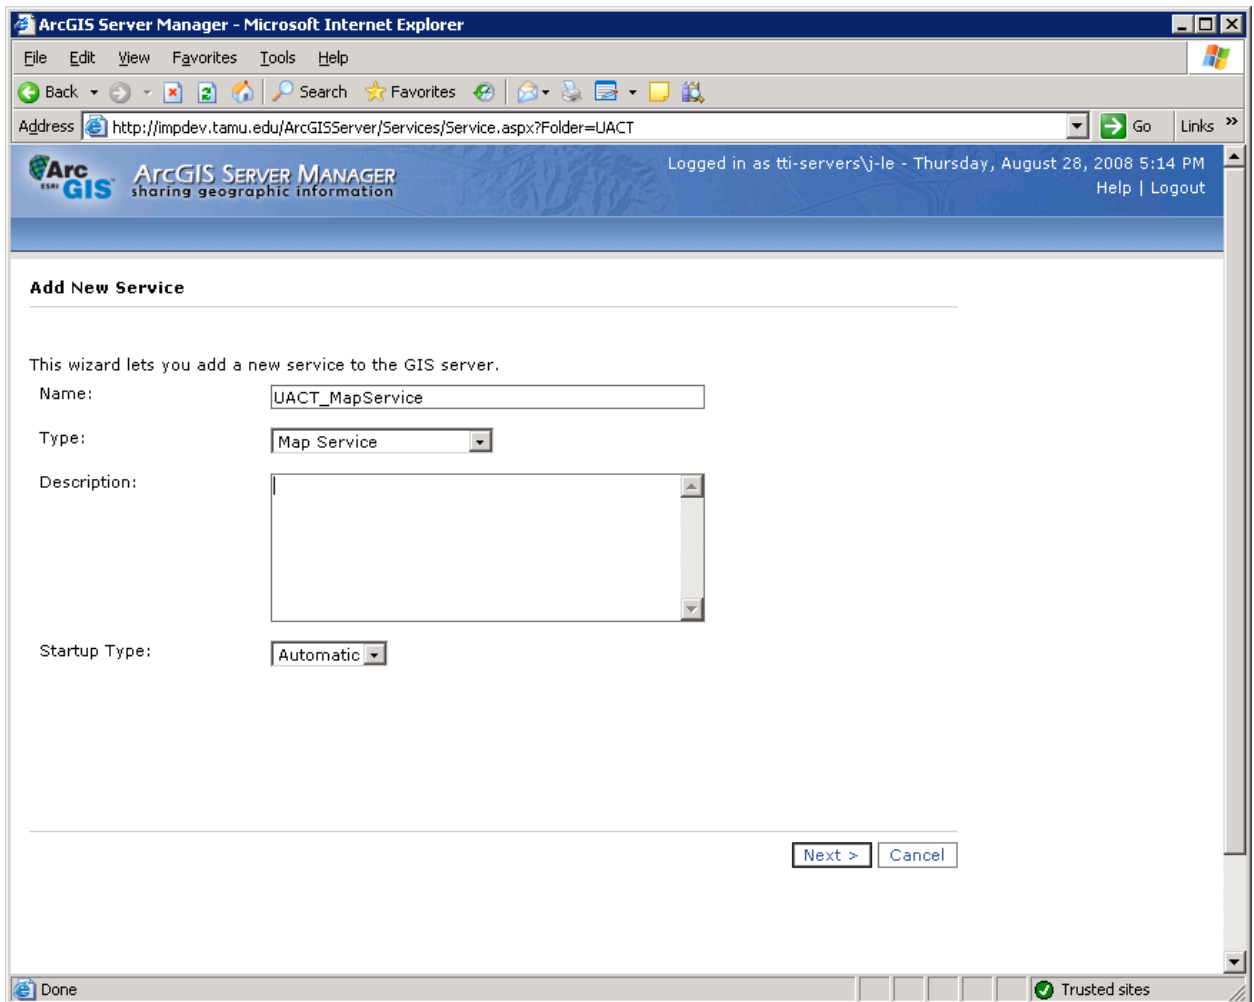 ArcGIS Server Manager - Microsoft Internet Explorer
File Edit View Favorites Tools Help
Back Search Favorites
Address http://impdev.tamu.edu/ArcGISServer/Services/Service.aspx?Folder=UACT Go Links »
Arc GIS ESRI ArcGIS Server Manager Logged in as tti-servers\j-le - Thursday, August 28, 2008 5:14 PM
sharing geographic information Help | Logout
Add New Service
This wizard lets you add a new service to the GIS server.
Name: UACT_MapService
Type: Map Service
Description:
Startup Type: Automatic
Next > Cancel
Done Trusted sites